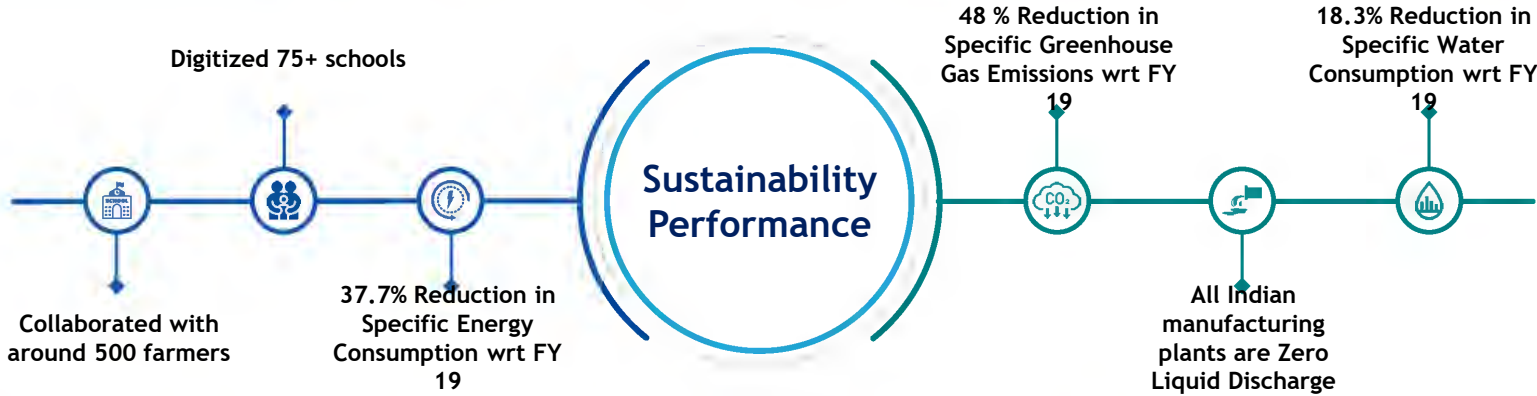 Digitized 75+ schools
SCHOOL
Collaborated with
around 500 farmers
37.7% Reduction in
Specific Energy
Consumption wrt FY
19
Sustainability
Performance
48 % Reduction in
Specific Greenhouse
Gas Emissions wrt FY
19
CO₂
All Indian
manufacturing
plants are Zero
Liquid Discharge
18.3% Reduction in
Specific Water
Consumption wrt FY
19